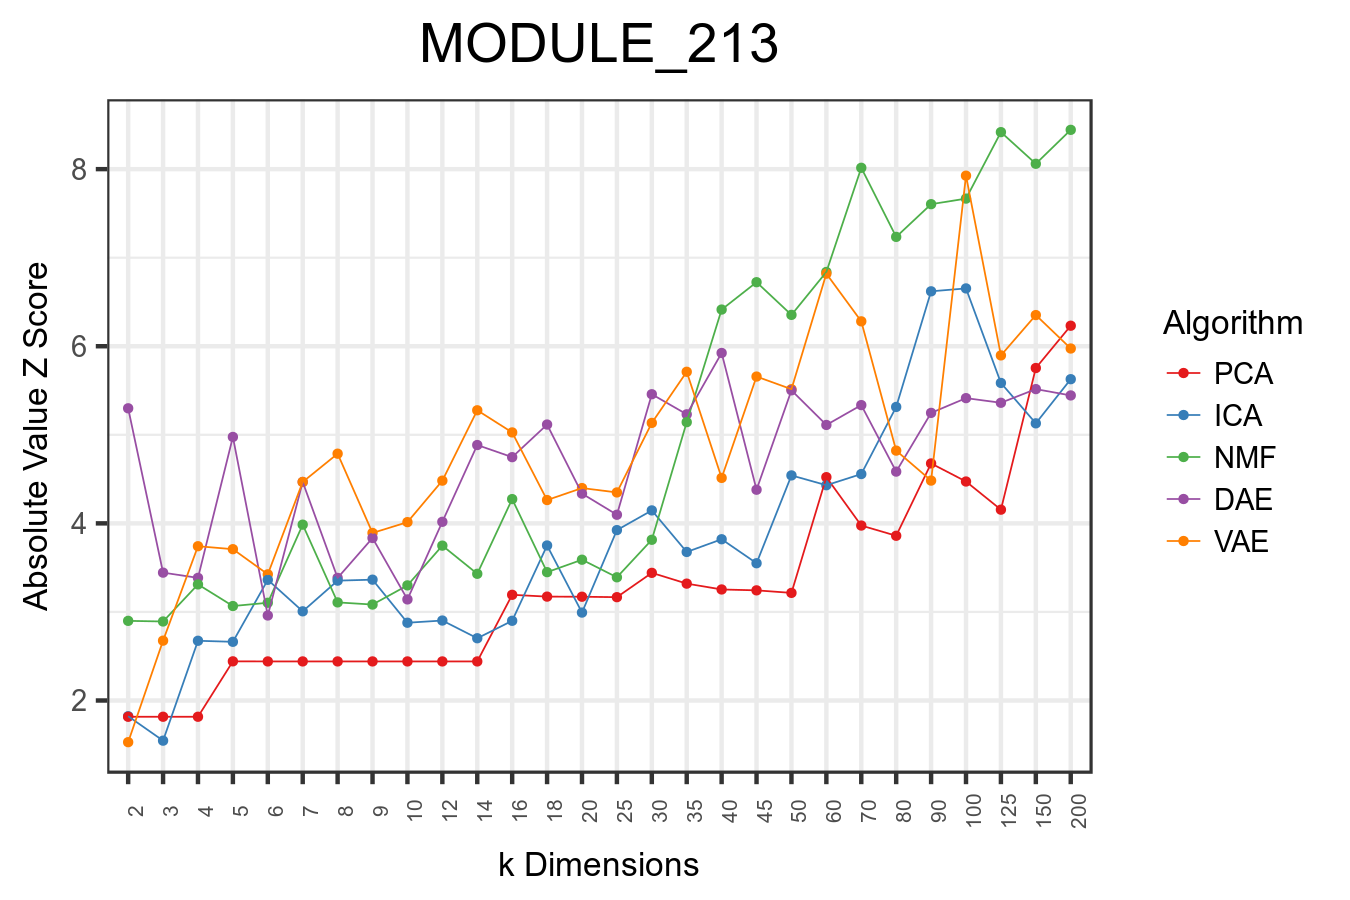 MODULE_213
Absolute Value Z Score
8
6
4
2
2 3 4 5 6 7 8 9 10 12 14 16 18 20 25 30 35 40 45 50 60 70 80 90 100 125 150 200
k Dimensions
Algorithm
PCA
ICA
NMF
DAE
VAE